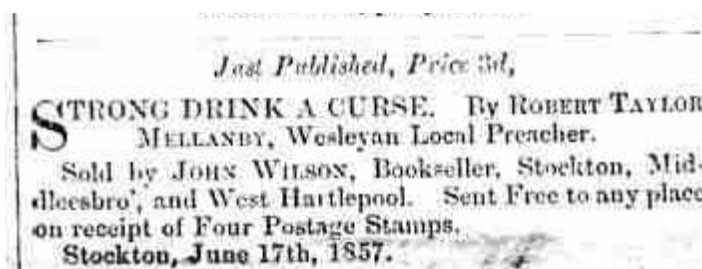 Just Published, Price 3d,
STRONG DRINK A CURSE. By ROBERT TAYLOR
MELLANBY, Wesleyan Local Preacher.
Sold by JOHN WILSON, Bookseller, Stockton, Mid-
dleesbro', and West Hartlepool. Sent Free to any place
on receipt of Four Postage Stamps.
Stockton, June 17th, 1857.